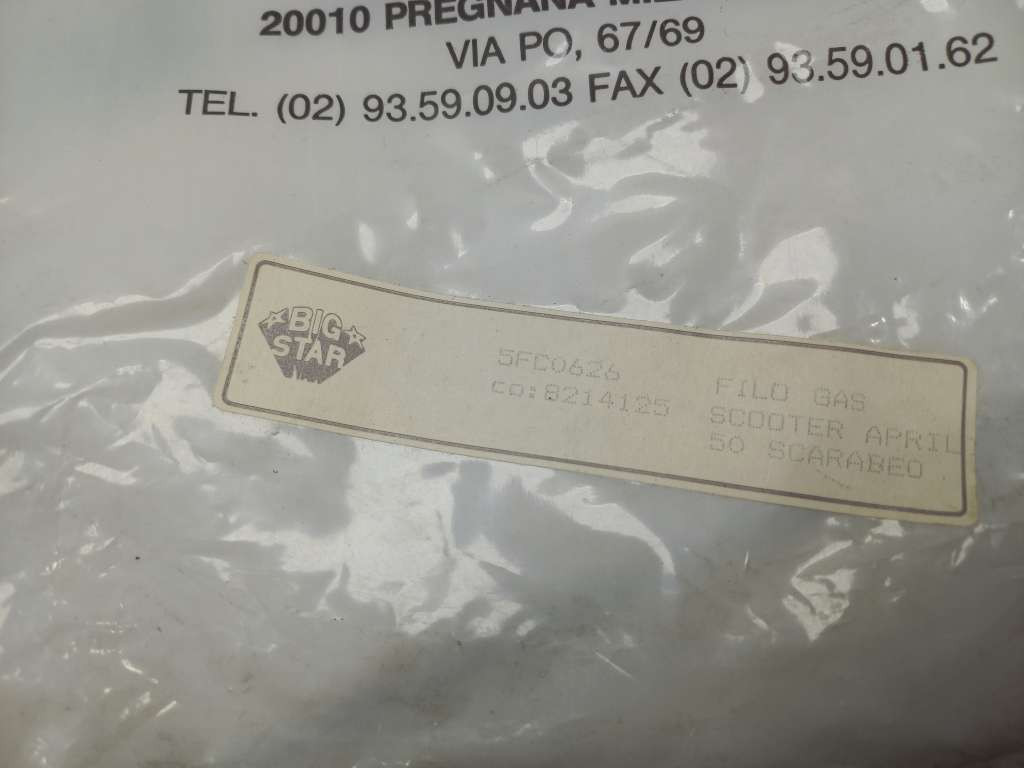 20010 PREGNANA
VIA PO, 67/69
TEL. (02) 93.59.09.03 FAX (02) 93.59.01.62
BIG
STAR
5FC0626 FILO GAS
co:8214125 SCOOTER APRIL
50 SCARABEO